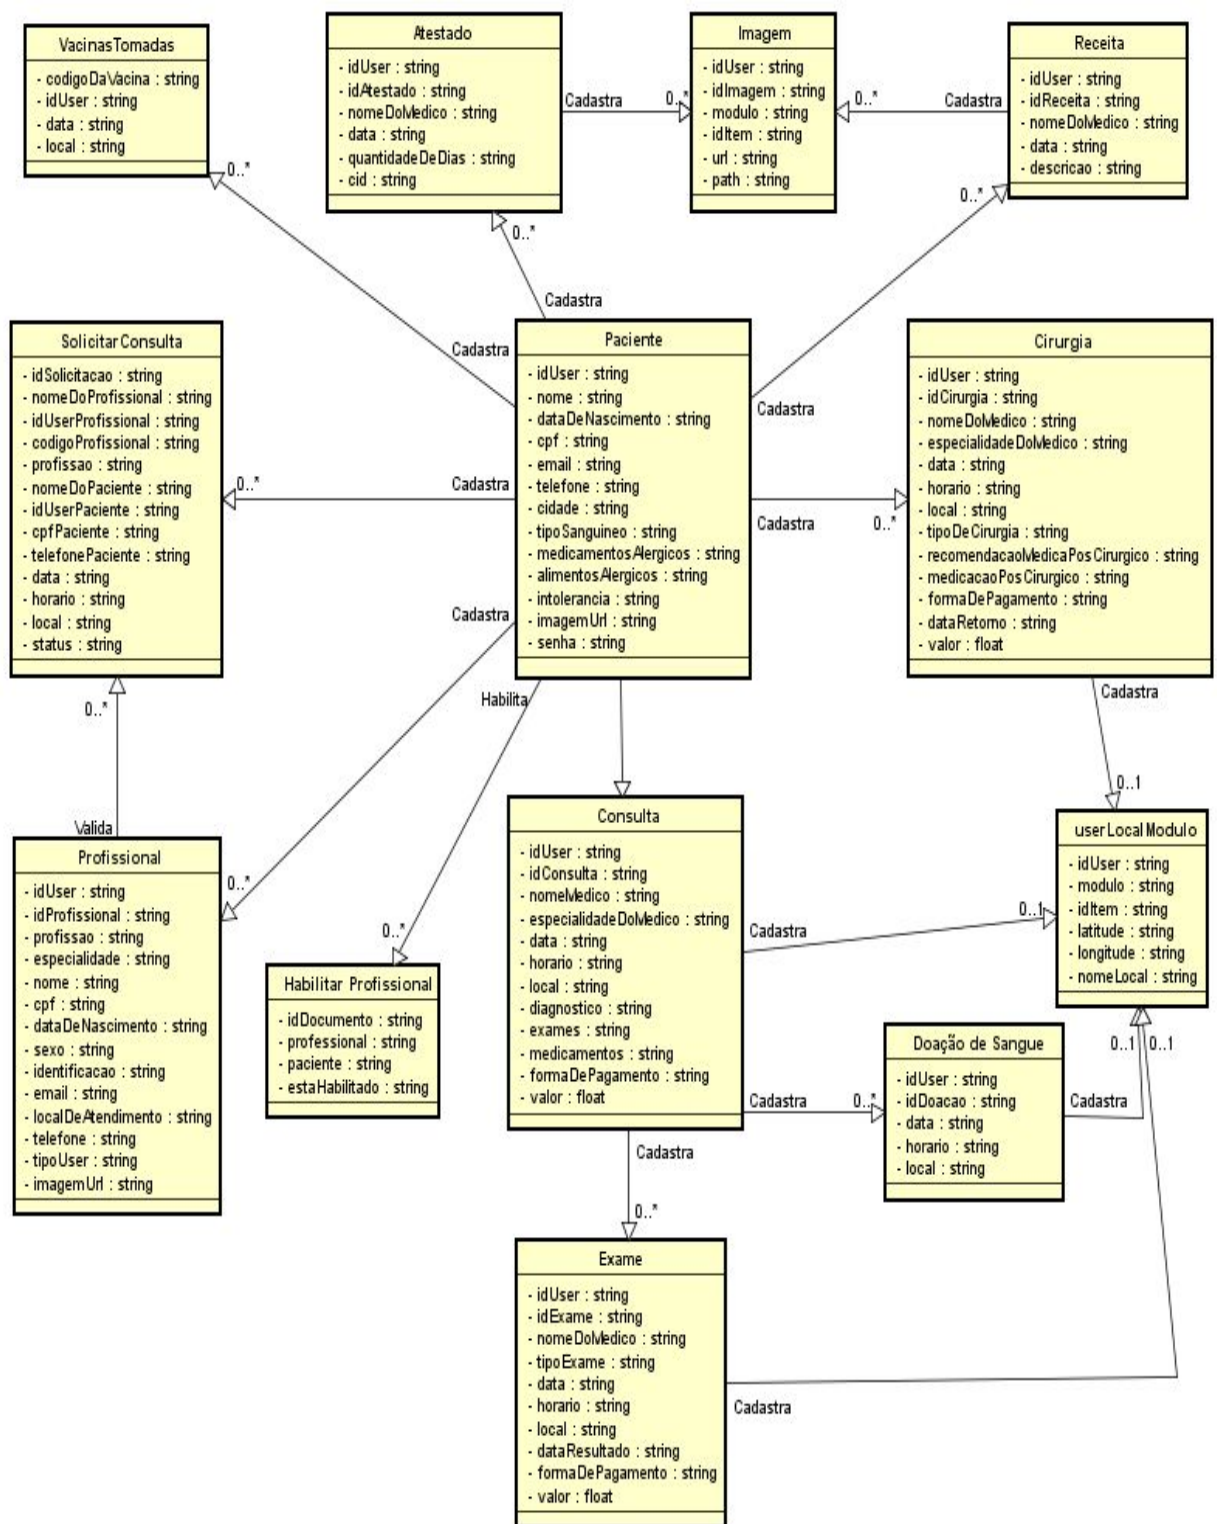 VacinasTomadas
- codigoDaVacina : string
- idUser : string
- data : string
- local : string
Atestado
- idUser : string
- idAtestado : string
- nomeDoMedico : string
- data : string
- quantidadeDeDias : string
- cid : string
Cadastra
0..*
Imagem
- idUser : string
- idImagem : string
- modulo : string
- idItem : string
- url : string
- path : string
0..*
Cadastra
Receita
- idUser : string
- idReceita : string
- nomeDoMedico : string
- data : string
- descricao : string
0..*
0..*
0..*
Cadastra
Cadastra
Cadastra
SolicitarConsulta
- idSolicitacao : string
- nomeDoProfissional : string
- idUserProfissional : string
- codigoProfissional : string
- profissao : string
- nomeDoPaciente : string
- idUserPaciente : string
- cpfPaciente : string
- telefonePaciente : string
- data : string
- horario : string
- local : string
- status : string
0..*
Cadastra
Cadastra
Paciente
- idUser : string
- nome : string
- dataDeNascimento : string
- cpf : string
- email : string
- telefone : string
- cidade : string
- tipoSanguineo : string
- medicamentosAlergicos : string
- alimentosAlergicos : string
- intolerancia : string
- imagemUrl : string
- senha : string
Cadastra
0..*
Cirurgia
- idUser : string
- idCirurgia : string
- nomeDoMedico : string
- especialidadeDoMedico : string
- data : string
- horario : string
- local : string
- tipoDeCirurgia : string
- recomendacaoMedicaPosCirurgico : string
- medicacaoPosCirurgico : string
- formaDePagamento : string
- dataRetorno : string
- valor : float
Habilita
Cadastra
0..*
0..1
Valida
Profissional
- idUser : string
- idProfissional : string
- profissao : string
- especialidade : string
- nome : string
- cpf : string
- dataDeNascimento : string
- sexo : string
- identificacao : string
- email : string
- localDeAtendimento : string
- telefone : string
- tipoUser : string
- imagemUrl : string
0..*
0..*
Habilitar Profissional
- idDocumento : string
- professional : string
- paciente : string
- estaHabilitado : string
Consulta
- idUser : string
- idConsulta : string
- nomeMedico : string
- especialidadeDoMedico : string
- data : string
- horario : string
- local : string
- diagnostico : string
- exames : string
- medicamentos : string
- formaDePagamento : string
- valor : float
Cadastra
0..1
userLocalModulo
- idUser : string
- modulo : string
- idItem : string
- latitude : string
- longitude : string
- nomeLocal : string
0..1
0..1
Cadastra
0..*
Doação de Sangue
- idUser : string
- idDoacao : string
- data : string
- horario : string
- local : string
Cadastra
Cadastra
0..*
Exame
- idUser : string
- idExame : string
- nomeDoMedico : string
- tipoExame : string
- data : string
- horario : string
- local : string
- dataResultado : string
- formaDePagamento : string
- valor : float
Cadastra